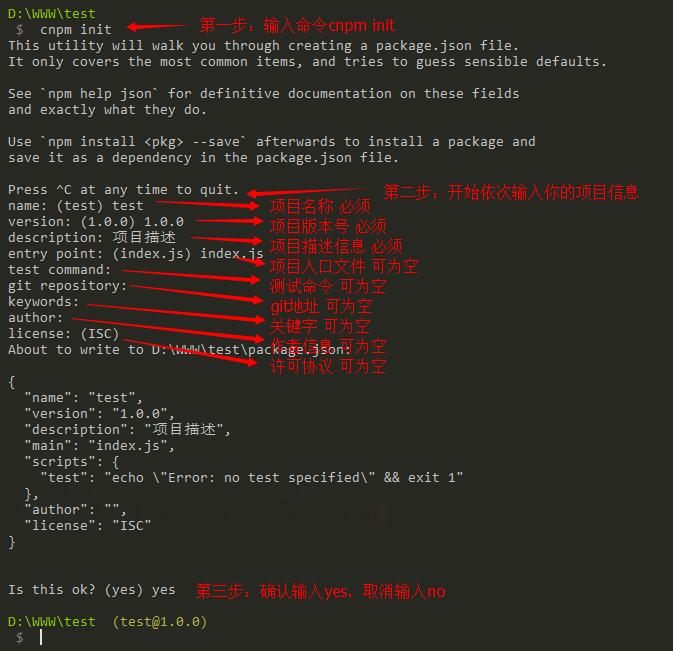 D:\WWW\test
$ cnpm init 第一步：输入命令cnpm init
This utility will walk you through creating a package.json file.
It only covers the most common items, and tries to guess sensible defaults.
See `npm help json` for definitive documentation on these fields
and exactly what they do.
Use `npm install <pkg> --save` afterwards to install a package and
save it as a dependency in the package.json file.
Press ^C at any time to quit. 第二步：开始依次输入你的项目信息
name: (test) test 项目名称 必须
version: (1.0.0) 1.0.0 项目版本号 必须
description: 项目描述 项目描述信息 必须
entry point: (index.js) index.js 项目入口文件 可为空
test command: 测试命令 可为空
git repository: git地址 可为空
keywords: 关键字 可为空
author: 作者信息 可为空
license: (ISC) 许可协议 可为空
About to write to D:\WWW\test\package.json:
{
"name": "test",
"version": "1.0.0",
"description": "项目描述",
"main": "index.js",
"scripts": {
"test": "echo \"Error: no test specified\" && exit 1"
},
"author": "",
"license": "ISC"
}
Is this ok? (yes) yes 第三步：确认输入yes，取消输入no
D:\WWW\test (test@1.0.0)
$